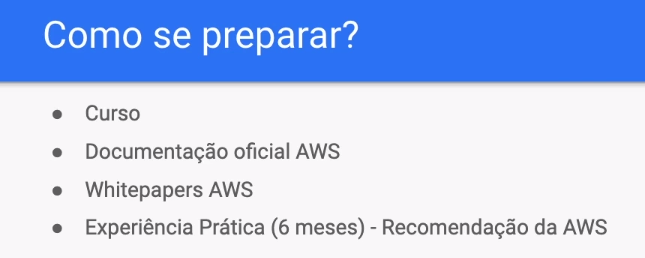 Como se preparar?
● Curso
● Documentação oficial AWS
● Whitepapers AWS
● Experiência Prática (6 meses) - Recomendação da AWS